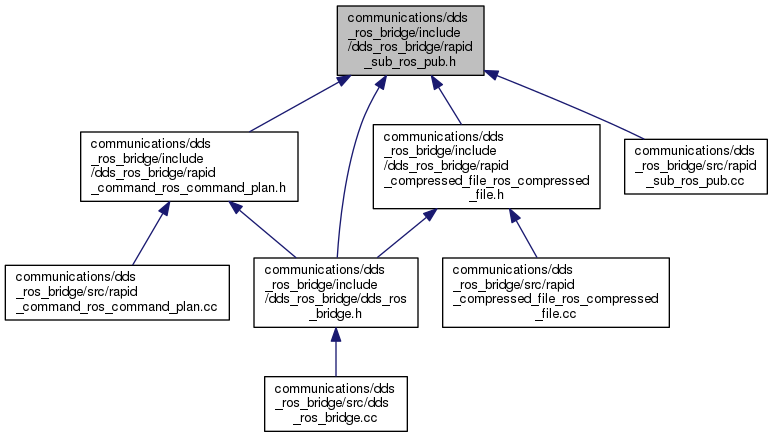 communications/dds
_ros_bridge/include
/dds_ros_bridge/rapid
_sub_ros_pub.h
communications/dds
_ros_bridge/include
/dds_ros_bridge/rapid
_command_ros_command_plan.h
communications/dds
_ros_bridge/include
/dds_ros_bridge/rapid
_compressed_file_ros_compressed
_file.h
communications/dds
_ros_bridge/src/rapid
_sub_ros_pub.cc
communications/dds
_ros_bridge/src/rapid
_command_ros_command_plan.cc
communications/dds
_ros_bridge/include
/dds_ros_bridge/dds_ros
_bridge.h
communications/dds
_ros_bridge/src/rapid
_compressed_file_ros_compressed
_file.cc
communications/dds
_ros_bridge/src/dds
_ros_bridge.cc